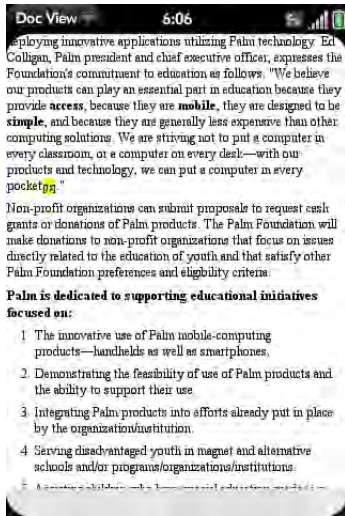 Doc View 6:06
eploying innovative applications utilizing Palm technology. Ed
Colligan, Palm president and chief executive officer, expresses the
Foundation's commitment to education as follows. "We believe
our products can play an essential part in education because they
provide access, because they are mobile, they are designed to be
simple, and because they are generally less expensive than other
computing solutions. We are striving not to put a computer in
every classroom, or a computer on every desk—with our
products and technology, we can put a computer in every
pocket ."
Non-profit organizations can submit proposals to request cash
grants or donations of Palm products. The Palm Foundation will
make donations to non-profit organizations that focus on issues
directly related to the education of youth and that satisfy other
Palm Foundation preferences and eligibility criteria.
Palm is dedicated to supporting educational initiatives
focused on:
1 The innovative use of Palm mobile-computing
products—handhelds as well as smartphones,
2 Demonstrating the feasibility of use of Palm products and
the ability to support their use
3 Integrating Palm products into efforts already put in place
by the organization/institution.
4 Serving disadvantaged youth in magnet and alternative
schools and/or programs/organizations/institutions.